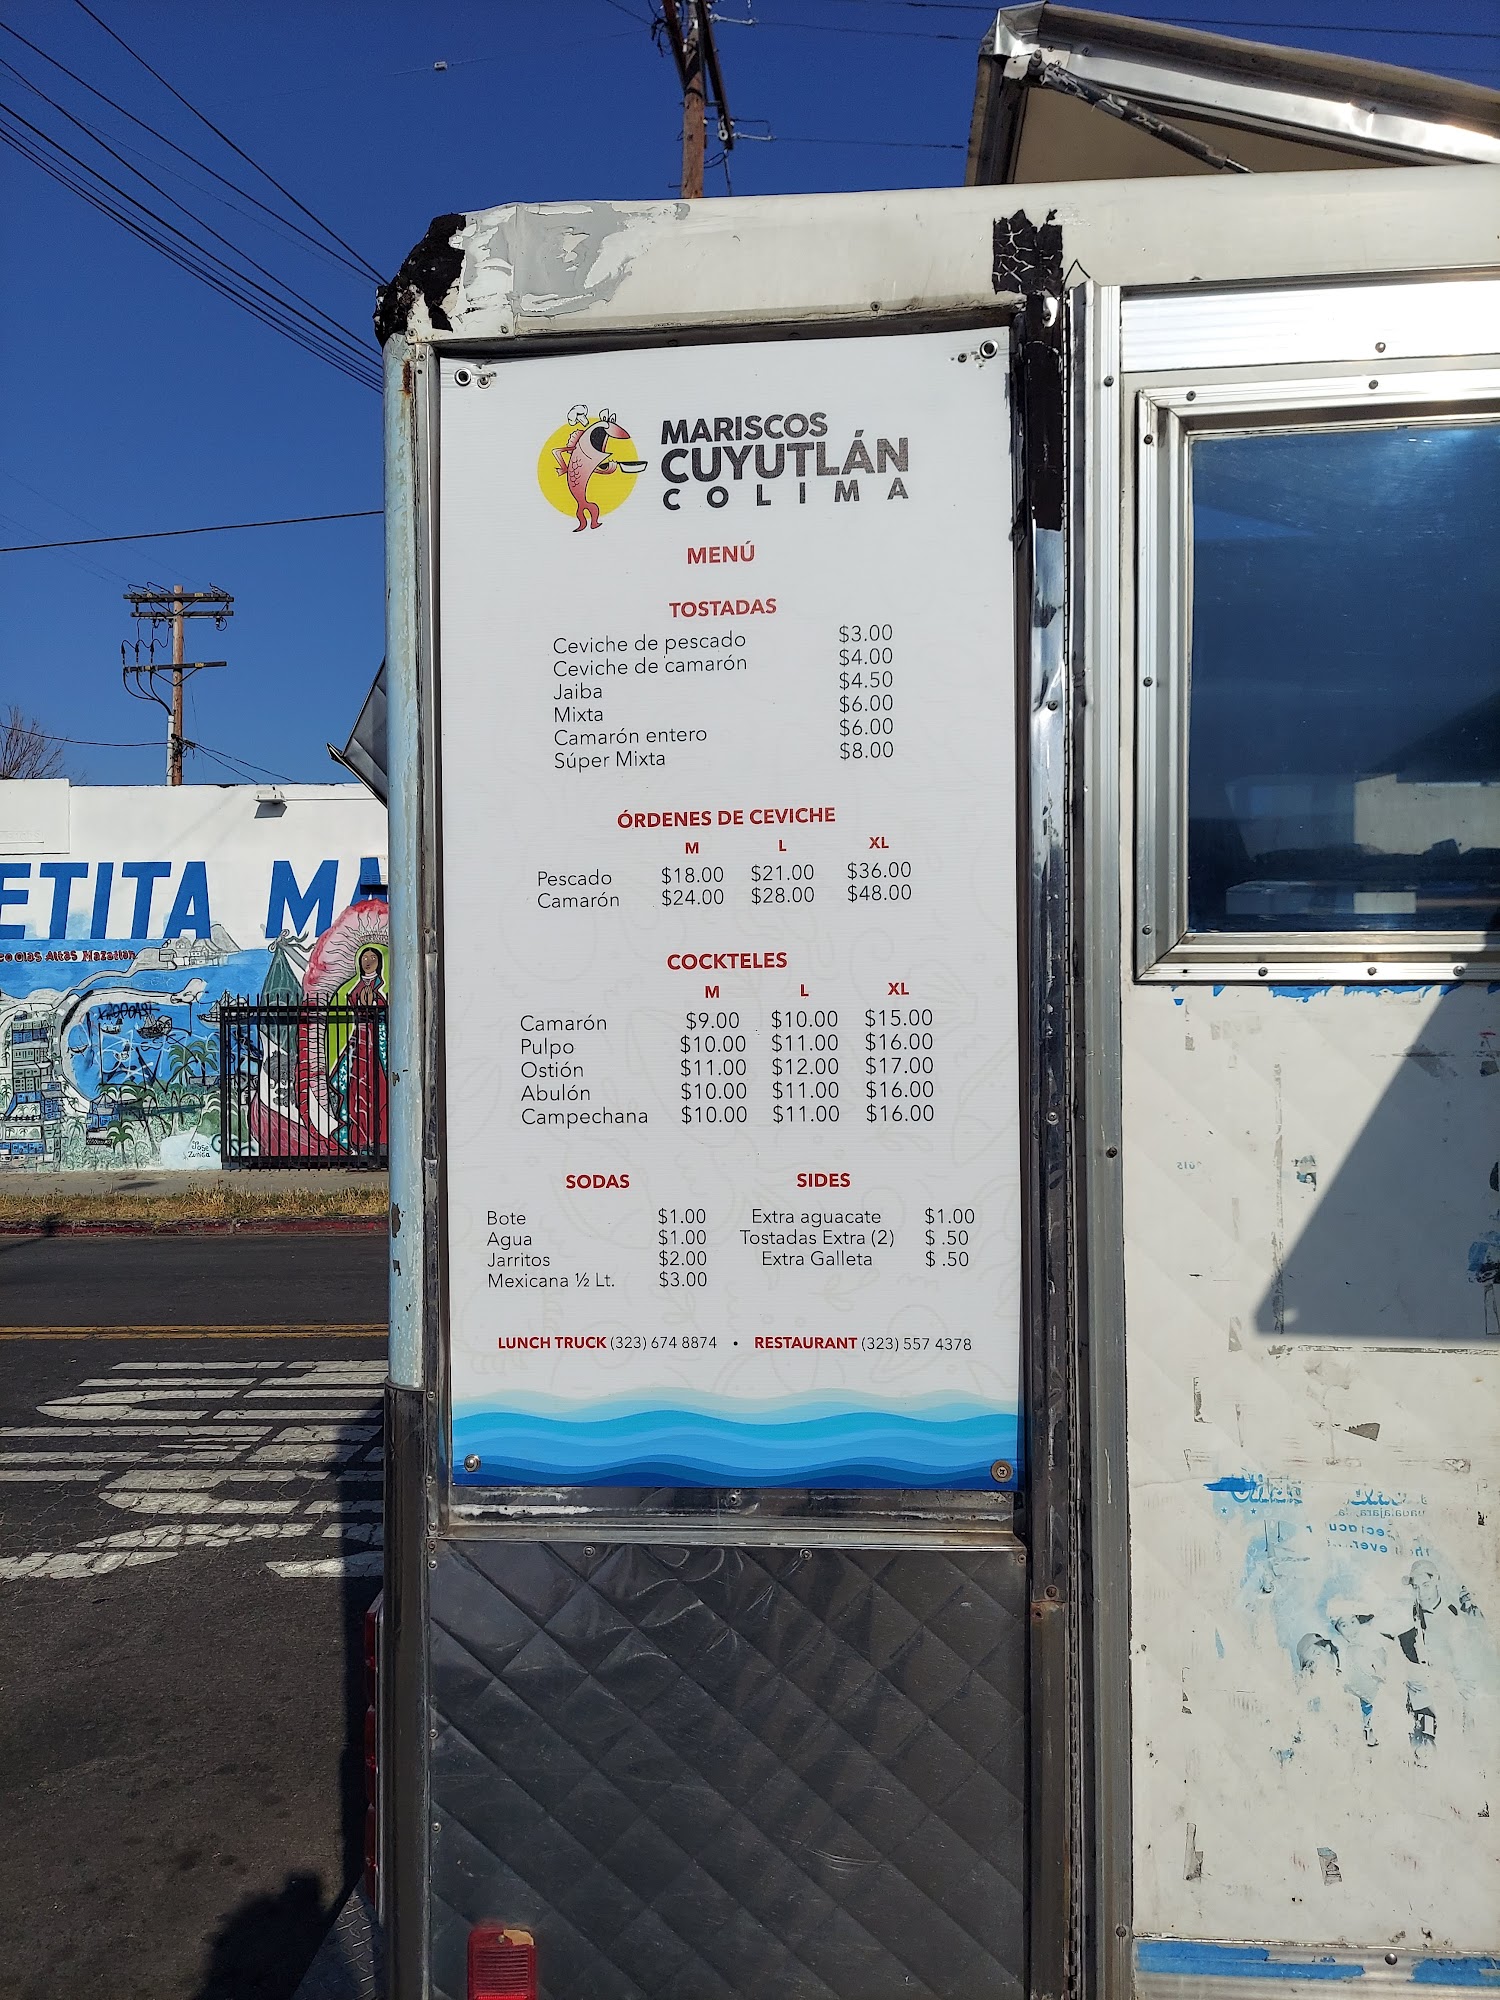 MARISCOS
CUYUTLÁN
COLIMA
MENÚ
TOSTADAS
Ceviche de pescado $3.00
Ceviche de camarón $4.00
Jaiba $4.50
Mixta $6.00
Camarón entero $6.00
Súper Mixta $8.00
ÓRDENES DE CEVICHE
M L XL
Pescado $18.00 $21.00 $36.00
Camarón $24.00 $28.00 $48.00
COCKTELES
M L XL
Camarón $9.00 $10.00 $15.00
Pulpo $10.00 $11.00 $16.00
Ostión $11.00 $12.00 $17.00
Abulón $10.00 $11.00 $16.00
Campechana $10.00 $11.00 $16.00
SODAS
Bote $1.00
Agua $1.00
Jarritos $2.00
Mexicana ½ Lt. $3.00
SIDES
Extra aguacate $1.00
Tostadas Extra (2) $ .50
Extra Galleta $ .50
LUNCH TRUCK (323) 674 8874 • RESTAURANT (323) 557 4378
ETITA MA
Olas Altas Mazatlan
Jose
Zuniga